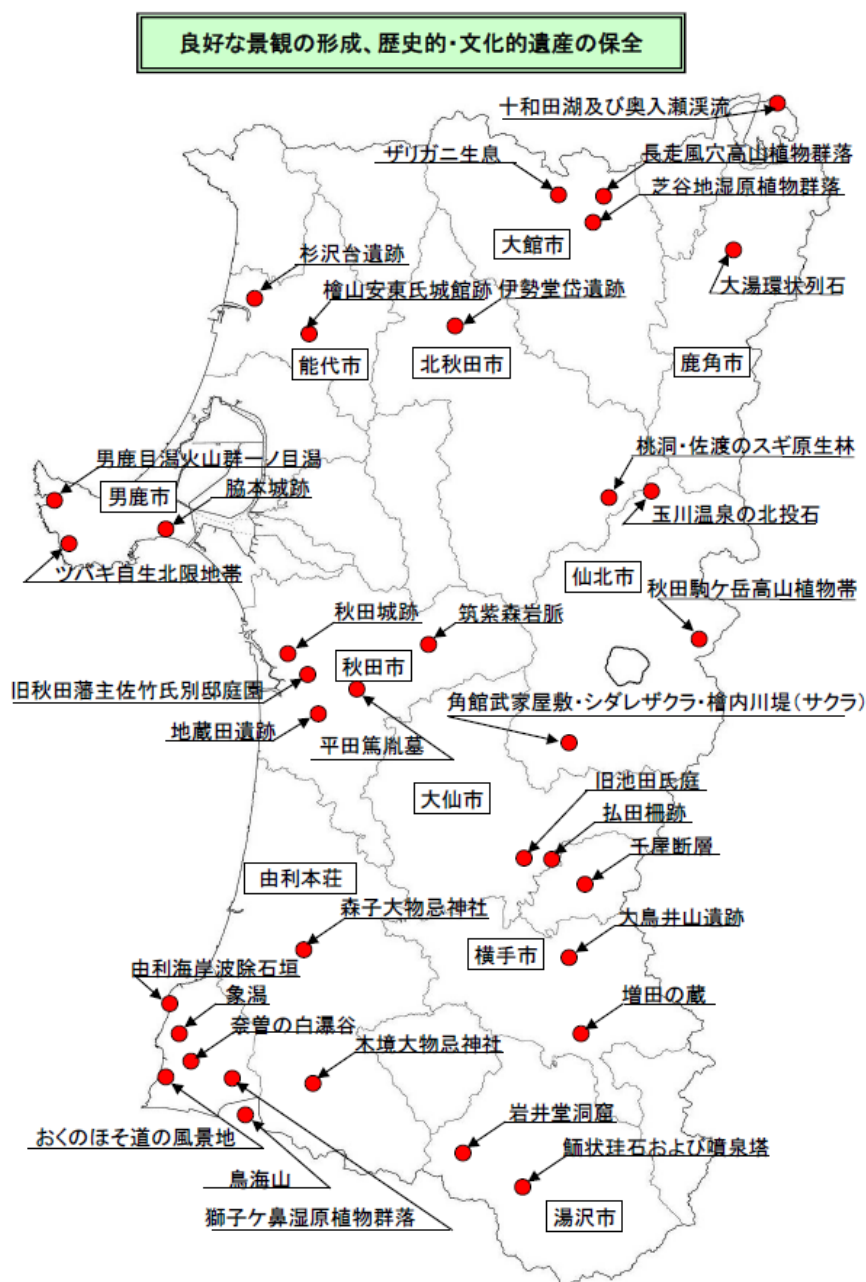 良好な景観の形成、歴史的・文化的遺産の保全
十和田湖及び奥入瀬渓流
ザリガニ生息
長走風穴高山植物群落
芝谷地湿原植物群落
大館市
杉沢台遺跡
大湯環状列石
檜山安東氏城館跡
伊勢堂岱遺跡
能代市
北秋田市
鹿角市
男鹿目潟火山群一ノ目潟
桃洞・佐渡のスギ原生林
男鹿市
脇本城跡
玉川温泉の北投石
ツバキ自生北限地帯
仙北市
秋田駒ケ岳高山植物帯
秋田城跡
筑紫森岩脈
秋田市
旧秋田藩主佐竹氏別邸庭園
角館武家屋敷・シダレザクラ・檜内川堤(サクラ)
地蔵田遺跡
平田篤胤墓
旧池田氏庭
大仙市
払田柵跡
千屋断層
由利本荘
森子大物忌神社
大鳥井山遺跡
横手市
由利海岸波除石垣
象潟
増田の蔵
奈曽の白瀑谷
木境大物忌神社
岩井堂洞窟
おくのほそ道の風景地
鮞状珪石および噴泉塔
鳥海山
獅子ケ鼻湿原植物群落
湯沢市